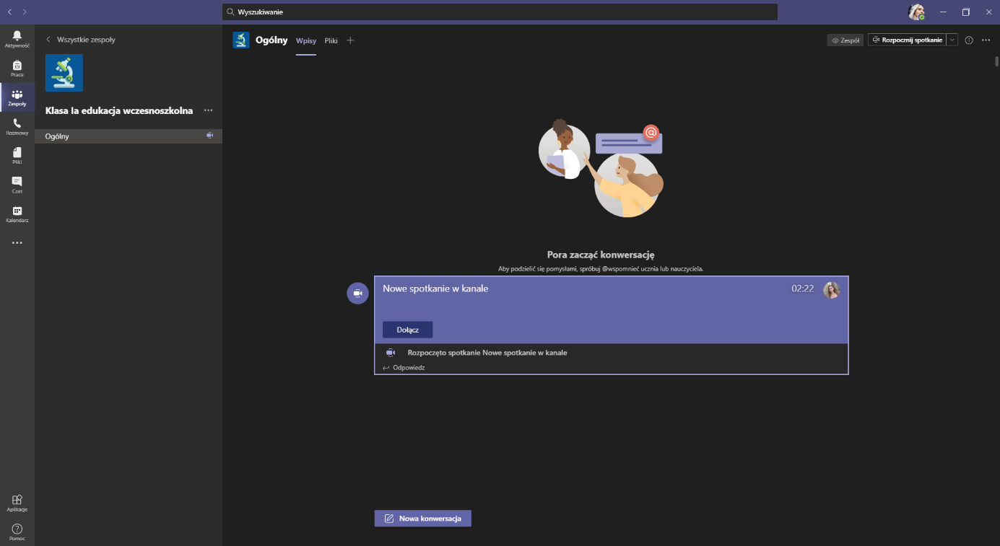 Wyszukiwanie
Aktywność
Prace
Zespoły
Rozmowy
Pliki
Czat
Kalendarz
Aplikacje
Pomoc
Wszystkie zespoły
Klasa Ia edukacja wczesnoszkolna
Ogólny
Ogólny Wpisy Pliki
Zespół Rozpocznij spotkanie
@
Pora zacząć konwersację
Aby podzielić się pomysłami, spróbuj @wspomnieć ucznia lub nauczyciela.
Nowe spotkanie w kanale 02:22
Dołącz
Rozpoczęto spotkanie Nowe spotkanie w kanale
Odpowiedz
Nowa konwersacja